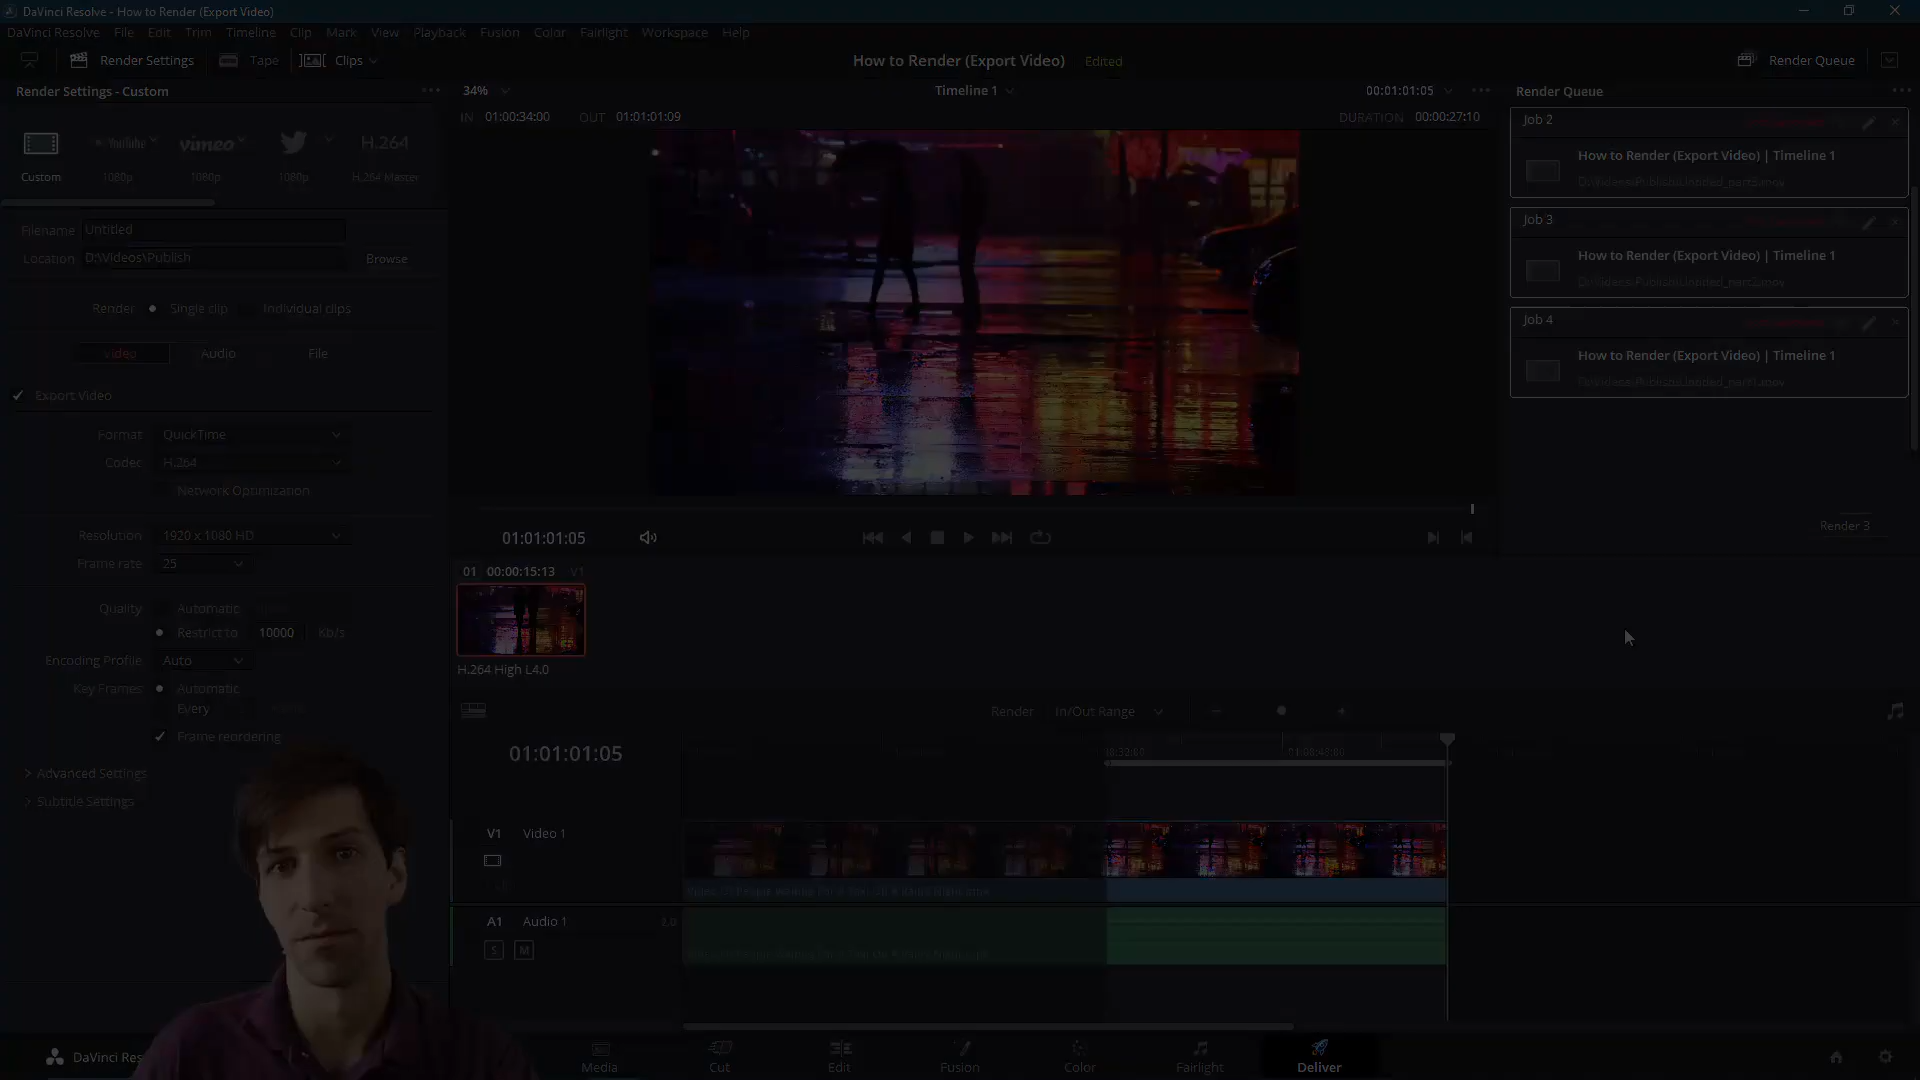 DaVinci Resolve - How to Render (Export Video)
DaVinci Resolve File Edit Trim Timeline Clip Mark View Playback Fusion Color Fairlight Workspace Help
Render Settings Tape Clips How to Render (Export Video) Edited Render Queue
Render Settings - Custom 34% Timeline 1 00:01:01:05 Render Queue
IN 01:00:34:00 OUT 01:01:01:09 DURATION 00:00:27:10
YouTube vimeo H.264
Custom 1080p 1080p 1080p H.264 Master
Job 2
How to Render (Export Video) | Timeline 1
Job 3
How to Render (Export Video) | Timeline 1
Job 4
How to Render (Export Video) | Timeline 1
Render 3
Filename Untitled
Location D:\Videos\Publish Browse
Render Single clip Individual clips
Video Audio File
Export Video
Format QuickTime
Codec H.264
Network Optimization
Resolution 1920 x 1080 HD
Frame rate 25
Quality Automatic
Restrict to 10000 Kb/s
Encoding Profile Auto
Key Frames Automatic
Every
Frame reordering
Advanced Settings
Subtitle Settings
01:01:01:05
01 00:00:15:13 V1
H.264 High L4.0
Render In/Out Range
01:01:01:05
V1 Video 1
A1 Audio 1 2.0
S M
DaVinci Res
Media Cut Edit Fusion Color Fairlight Deliver